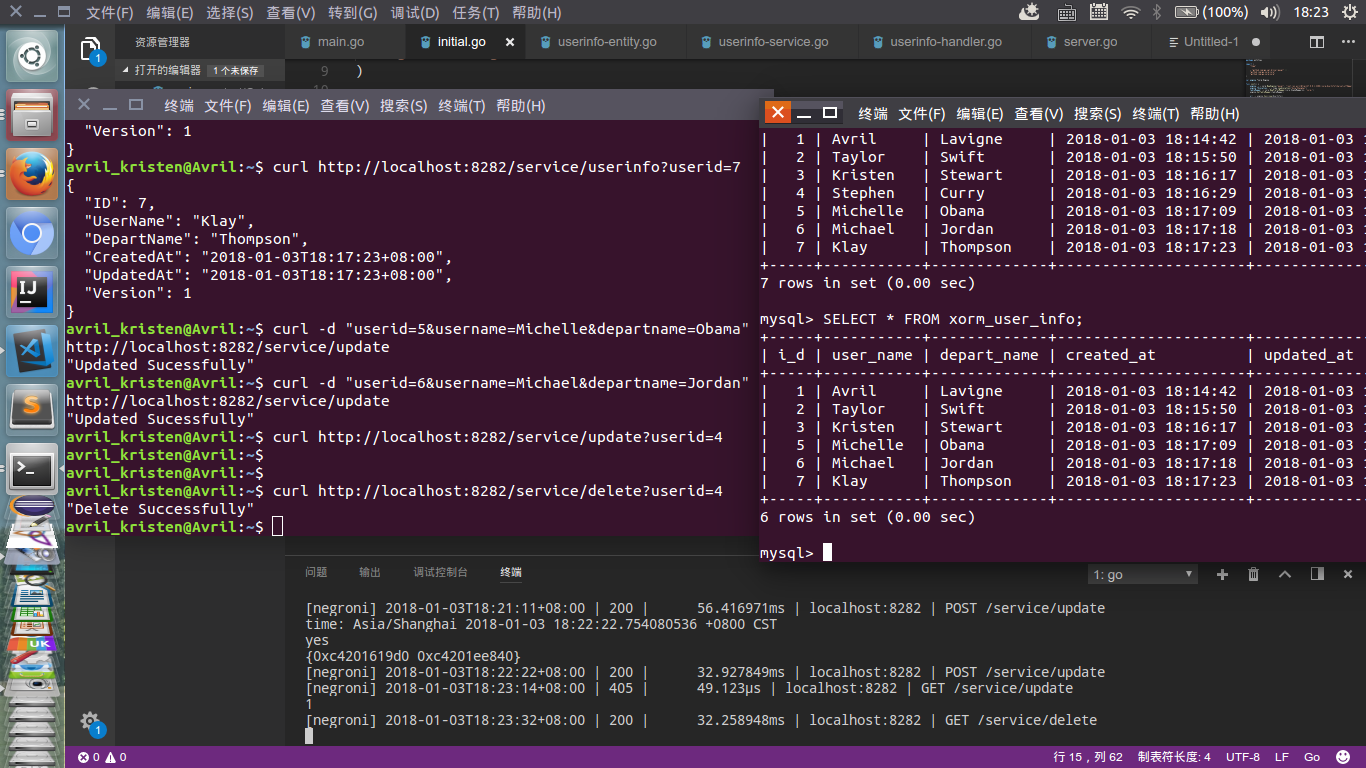 文件(F) 编辑(E) 选择(S) 查看(V) 转到(G) 调试(D) 任务(T) 帮助(H) (100%) 18:23
资源管理器 main.go initial.go × userinfo-entity.go userinfo-service.go userinfo-handler.go server.go Untitled-1
打开的编辑器 1 个未保存
9 )
终端 文件(F) 编辑(E) 查看(V) 搜索(S) 终端(T) 帮助(H)
"Version": 1
}
avril_kristen@Avril:~$ curl http://localhost:8282/service/userinfo?userid=7
{
"ID": 7,
"UserName": "Klay",
"DepartName": "Thompson",
"CreatedAt": "2018-01-03T18:17:23+08:00",
"UpdatedAt": "2018-01-03T18:17:23+08:00",
"Version": 1
}
avril_kristen@Avril:~$ curl -d "userid=5&username=Michelle&departname=Obama"
http://localhost:8282/service/update
"Updated Sucessfully"
avril_kristen@Avril:~$ curl -d "userid=6&username=Michael&departname=Jordan"
http://localhost:8282/service/update
"Updated Sucessfully"
avril_kristen@Avril:~$ curl http://localhost:8282/service/update?userid=4
avril_kristen@Avril:~$
avril_kristen@Avril:~$
avril_kristen@Avril:~$ curl http://localhost:8282/service/delete?userid=4
"Delete Successfully"
avril_kristen@Avril:~$
终端 文件(F) 编辑(E) 查看(V) 搜索(S) 终端(T) 帮助(H)
| 1 | Avril | Lavigne | 2018-01-03 18:14:42 | 2018-01-03 1
| 2 | Taylor | Swift | 2018-01-03 18:15:50 | 2018-01-03 1
| 3 | Kristen | Stewart | 2018-01-03 18:16:17 | 2018-01-03 1
| 4 | Stephen | Curry | 2018-01-03 18:16:29 | 2018-01-03 1
| 5 | Michelle | Obama | 2018-01-03 18:17:09 | 2018-01-03 1
| 6 | Michael | Jordan | 2018-01-03 18:17:18 | 2018-01-03 1
| 7 | Klay | Thompson | 2018-01-03 18:17:23 | 2018-01-03 1
+-----+-----------+-------------+---------------------+-----------
7 rows in set (0.00 sec)
mysql> SELECT * FROM xorm_user_info;
+-----+-----------+-------------+---------------------+-----------
| i_d | user_name | depart_name | created_at | updated_at
+-----+-----------+-------------+---------------------+-----------
| 1 | Avril | Lavigne | 2018-01-03 18:14:42 | 2018-01-03 1
| 2 | Taylor | Swift | 2018-01-03 18:15:50 | 2018-01-03 1
| 3 | Kristen | Stewart | 2018-01-03 18:16:17 | 2018-01-03 1
| 5 | Michelle | Obama | 2018-01-03 18:17:09 | 2018-01-03 1
| 6 | Michael | Jordan | 2018-01-03 18:17:18 | 2018-01-03 1
| 7 | Klay | Thompson | 2018-01-03 18:17:23 | 2018-01-03 1
+-----+-----------+-------------+---------------------+-----------
6 rows in set (0.00 sec)
mysql>
问题 输出 调试控制台 终端 1: go
[negroni] 2018-01-03T18:21:11+08:00 | 200 | 56.416971ms | localhost:8282 | POST /service/update
time: Asia/Shanghai 2018-01-03 18:22:22.754080536 +0800 CST
yes
{0xc4201619d0 0xc4201ee840}
[negroni] 2018-01-03T18:22:22+08:00 | 200 | 32.927849ms | localhost:8282 | POST /service/update
[negroni] 2018-01-03T18:23:14+08:00 | 405 | 49.123µs | localhost:8282 | GET /service/update
1
[negroni] 2018-01-03T18:23:32+08:00 | 200 | 32.258948ms | localhost:8282 | GET /service/delete
0 0 行 15，列 62 制表符长度: 4 UTF-8 LF Go